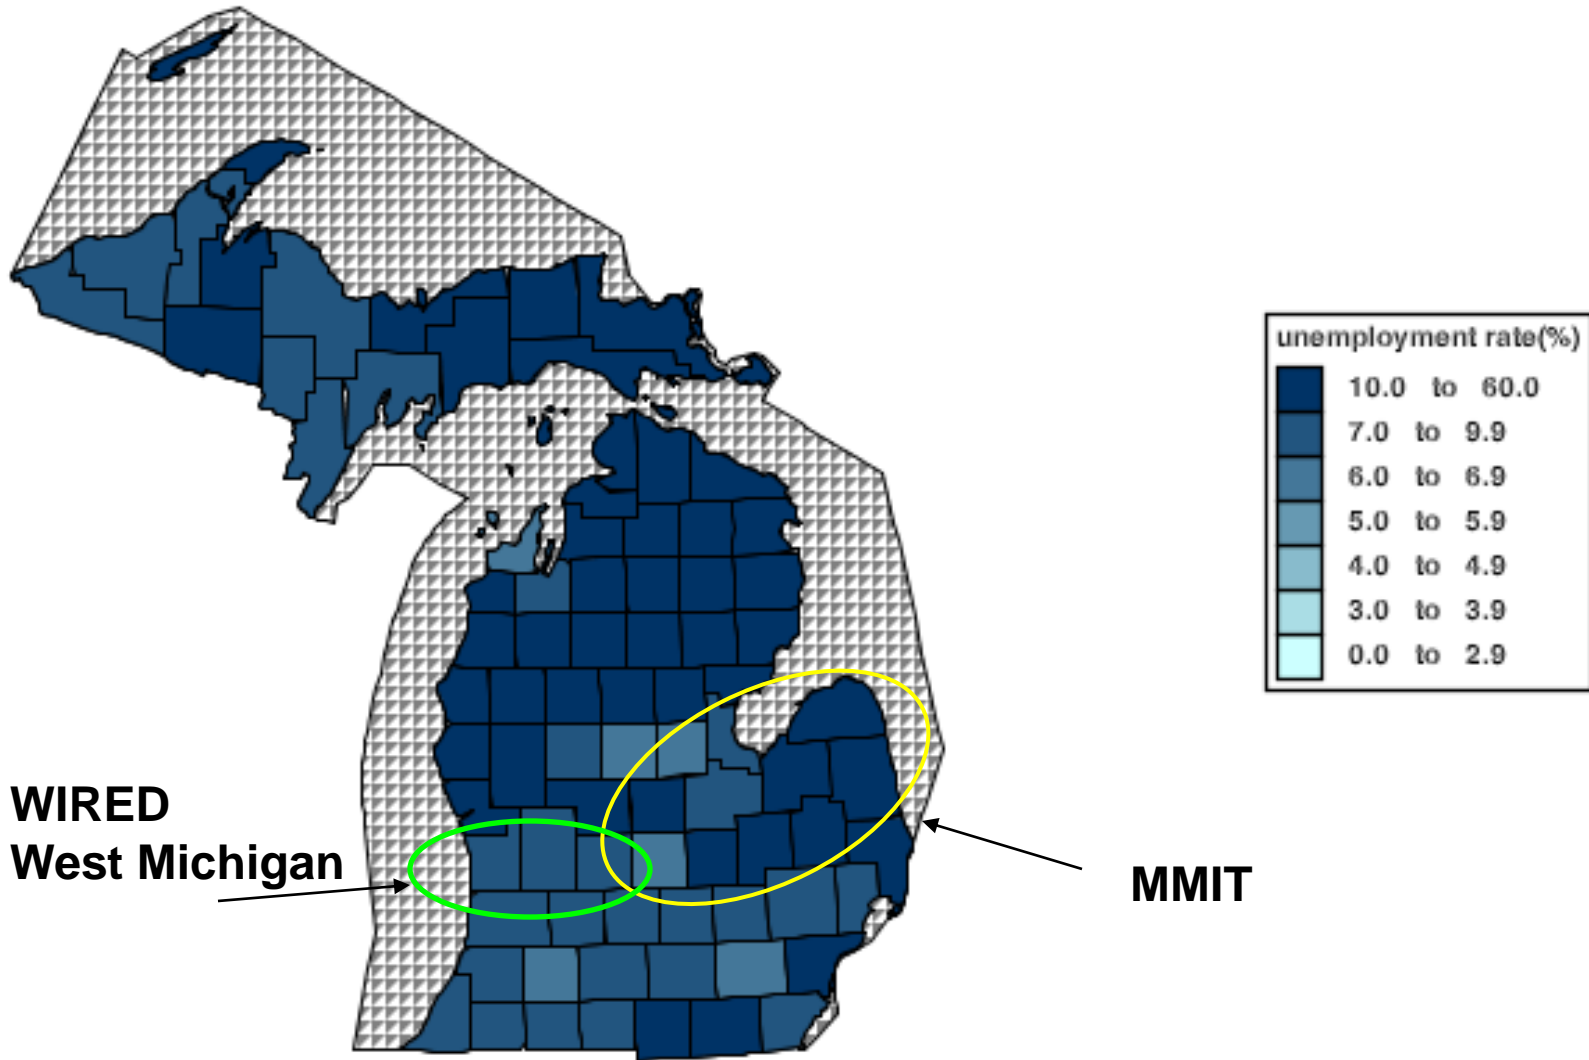 unemployment rate(%)
10.0 to 60.0
7.0 to 9.9
6.0 to 6.9
5.0 to 5.9
4.0 to 4.9
3.0 to 3.9
0.0 to 2.9
WIRED
West Michigan
MMIT